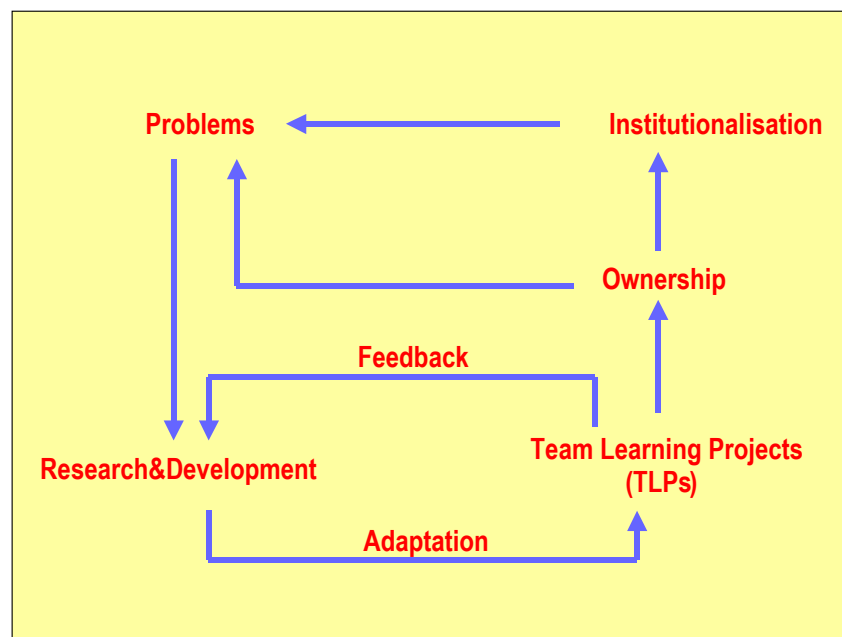 Problems
Institutionalisation
Ownership
Feedback
Team Learning Projects
(TLPs)
Research&Development
Adaptation